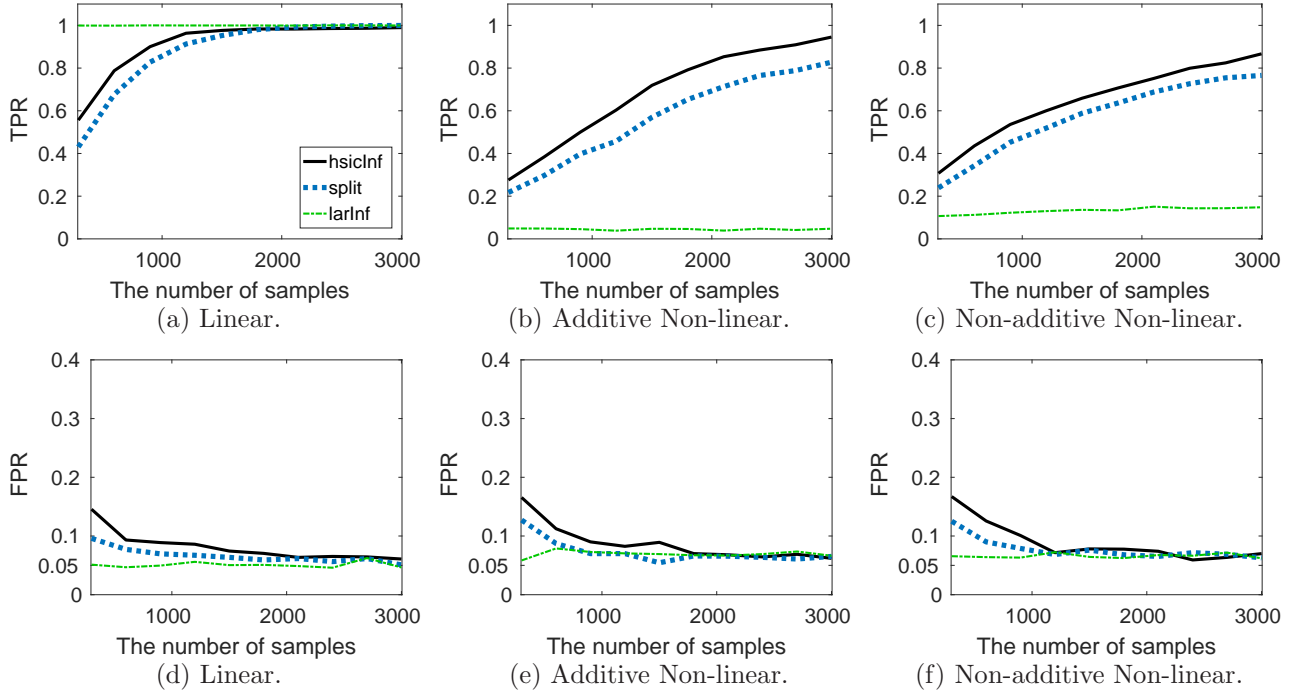 TPR
1
0.8
0.6
0.4
0.2
0
hsicInf
split
larInf
1000 2000 3000
The number of samples
(a) Linear.
TPR
1
0.8
0.6
0.4
0.2
0
1000 2000 3000
The number of samples
(b) Additive Non-linear.
TPR
1
0.8
0.6
0.4
0.2
0
1000 2000 3000
The number of samples
(c) Non-additive Non-linear.
FPR
0.4
0.3
0.2
0.1
0.05
0
1000 2000 3000
The number of samples
(d) Linear.
FPR
0.4
0.3
0.2
0.1
0.05
0
1000 2000 3000
The number of samples
(e) Additive Non-linear.
FPR
0.4
0.3
0.2
0.1
0.05
0
1000 2000 3000
The number of samples
(f) Non-additive Non-linear.